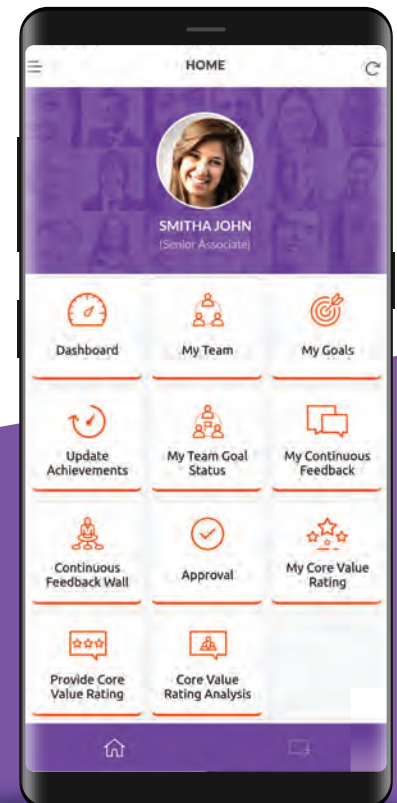 HOME
SMITHA JOHN
(Senior Associate)
Dashboard
My Team
My Goals
Update
Achievements
My Team Goal
Status
My Continuous
Feedback
Continuous
Feedback Wall
Approval
My Core Value
Rating
Provide Core
Value Rating
Core Value
Rating Analysis